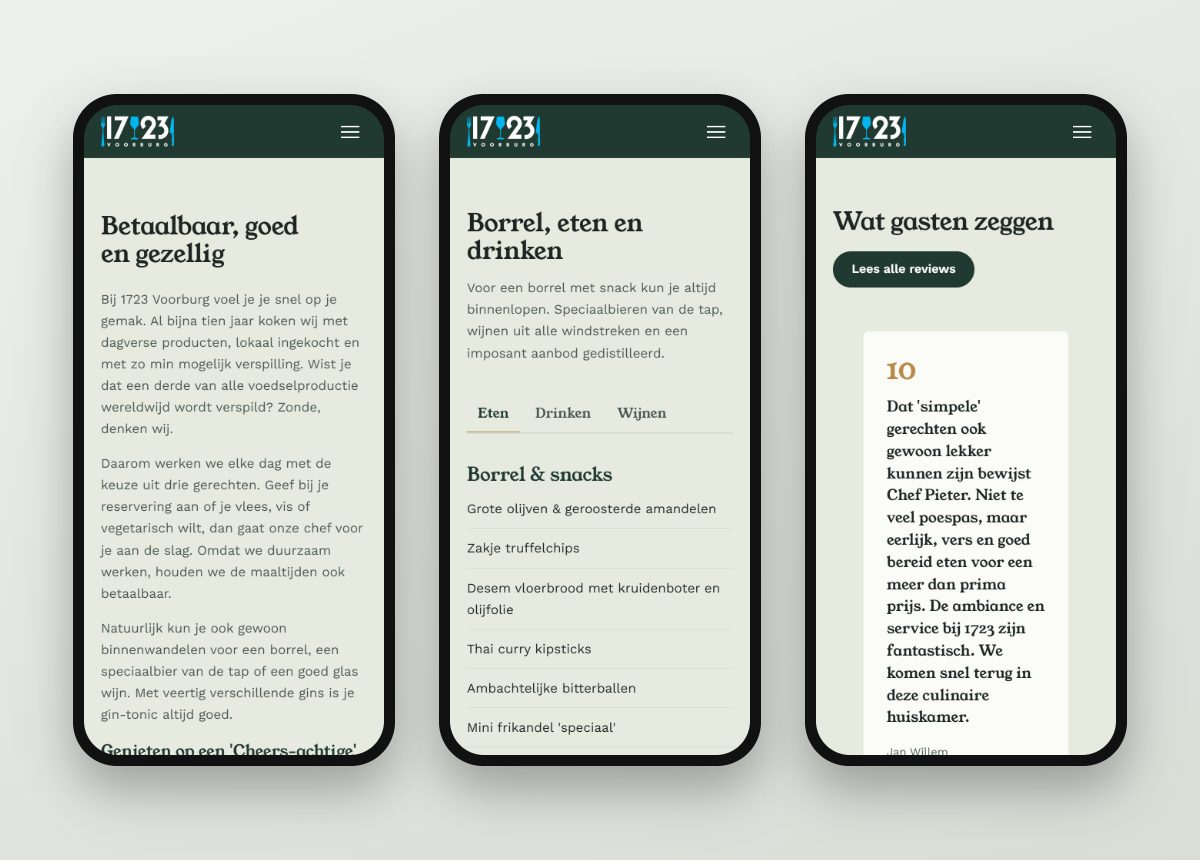 1723
VOORBURG
Betaalbaar, goed
en gezellig
Bij 1723 Voorburg voel je je snel op je
gemak. Al bijna tien jaar koken wij met
dagverse producten, lokaal ingekocht en
met zo min mogelijk verspilling. Wist je
dat een derde van alle voedselproductie
wereldwijd wordt verspild? Zonde,
denken wij.
Daarom werken we elke dag met de
keuze uit drie gerechten. Geef bij je
reservering aan of je vlees, vis of
vegetarisch wilt, dan gaat onze chef voor
je aan de slag. Omdat we duurzaam
werken, houden we de maaltijden ook
betaalbaar.
Natuurlijk kun je ook gewoon
binnenwandelen voor een borrel, een
speciaalbier van de tap of een goed glas
wijn. Met veertig verschillende gins is je
gin-tonic altijd goed.
Genieten op een 'Cheers-achtige'
1723
VOORBURG
Borrel, eten en
drinken
Voor een borrel met snack kun je altijd
binnenlopen. Speciaalbieren van de tap,
wijnen uit alle windstreken en een
imposant aanbod gedistilleerd.
Eten Drinken Wijnen
Borrel & snacks
Grote olijven & geroosterde amandelen
Zakje truffelchips
Desem vloerbrood met kruidenboter en
olijfolie
Thai curry kipsticks
Ambachtelijke bitterballen
Mini frikandel 'speciaal'
1723
VOORBURG
Wat gasten zeggen
Lees alle reviews
10
Dat 'simpele'
gerechten ook
gewoon lekker
kunnen zijn bewijst
Chef Pieter. Niet te
veel poespas, maar
eerlijk, vers en goed
bereid eten voor een
meer dan prima
prijs. De ambiance en
service bij 1723 zijn
fantastisch. We
komen snel terug in
deze culinaire
huiskamer.
Jan Willem